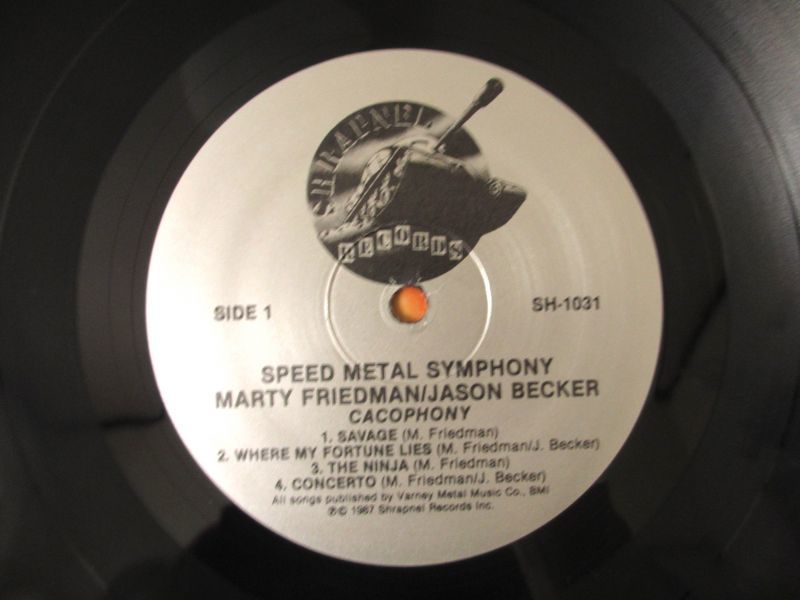 SHRAPNEL
RECORDS
SIDE 1
SH-1031
SPEED METAL SYMPHONY
MARTY FRIEDMAN/JASON BECKER
CACOPHONY
1. SAVAGE (M. Friedman)
2. WHERE MY FORTUNE LIES (M. Friedman/J. Becker)
3. THE NINJA (M. Friedman)
4. CONCERTO (M. Friedman/J. Becker)
All songs published by Varney Metal Music Co., BMI
℗© 1987 Shrapnel Records Inc.